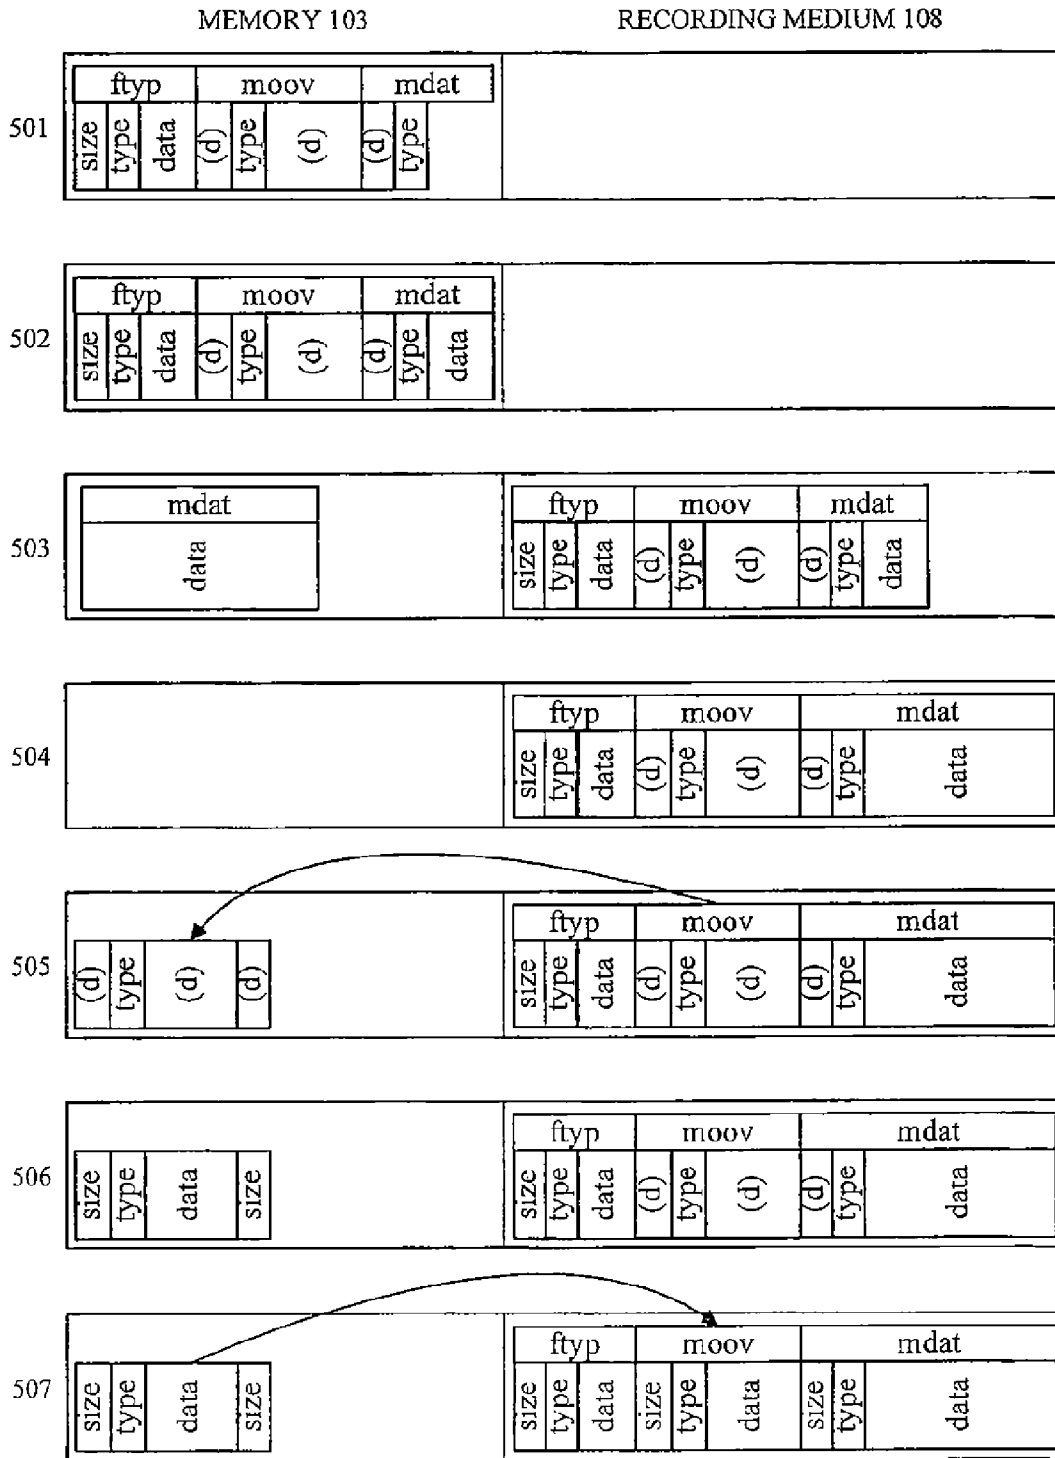 MEMORY 103 RECORDING MEDIUM 108
501
ftyp moov mdat
size type data (d) type (d) (d) type
502
ftyp moov mdat
size type data (d) type (d) (d) type data
503
mdat
data
ftyp moov mdat
size type data (d) type (d) (d) type data
504
ftyp moov mdat
size type data (d) type (d) (d) type data
505
(d) type (d) (d)
ftyp moov mdat
size type data (d) type (d) (d) type data
506
size type data size
ftyp moov mdat
size type data (d) type (d) (d) type data
507
size type data size
ftyp moov mdat
size type data size type data size type data